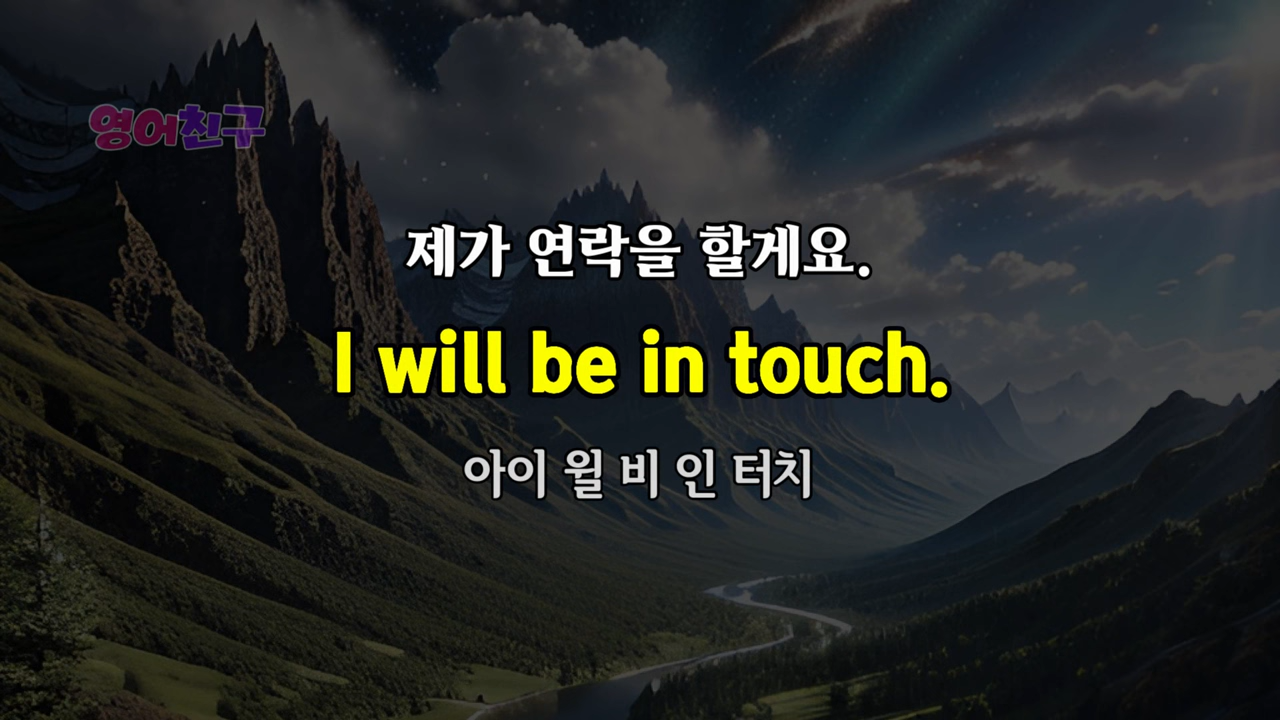 영어친구
제가 연락을 할게요.
I will be in touch.
아이 윌 비 인 터치